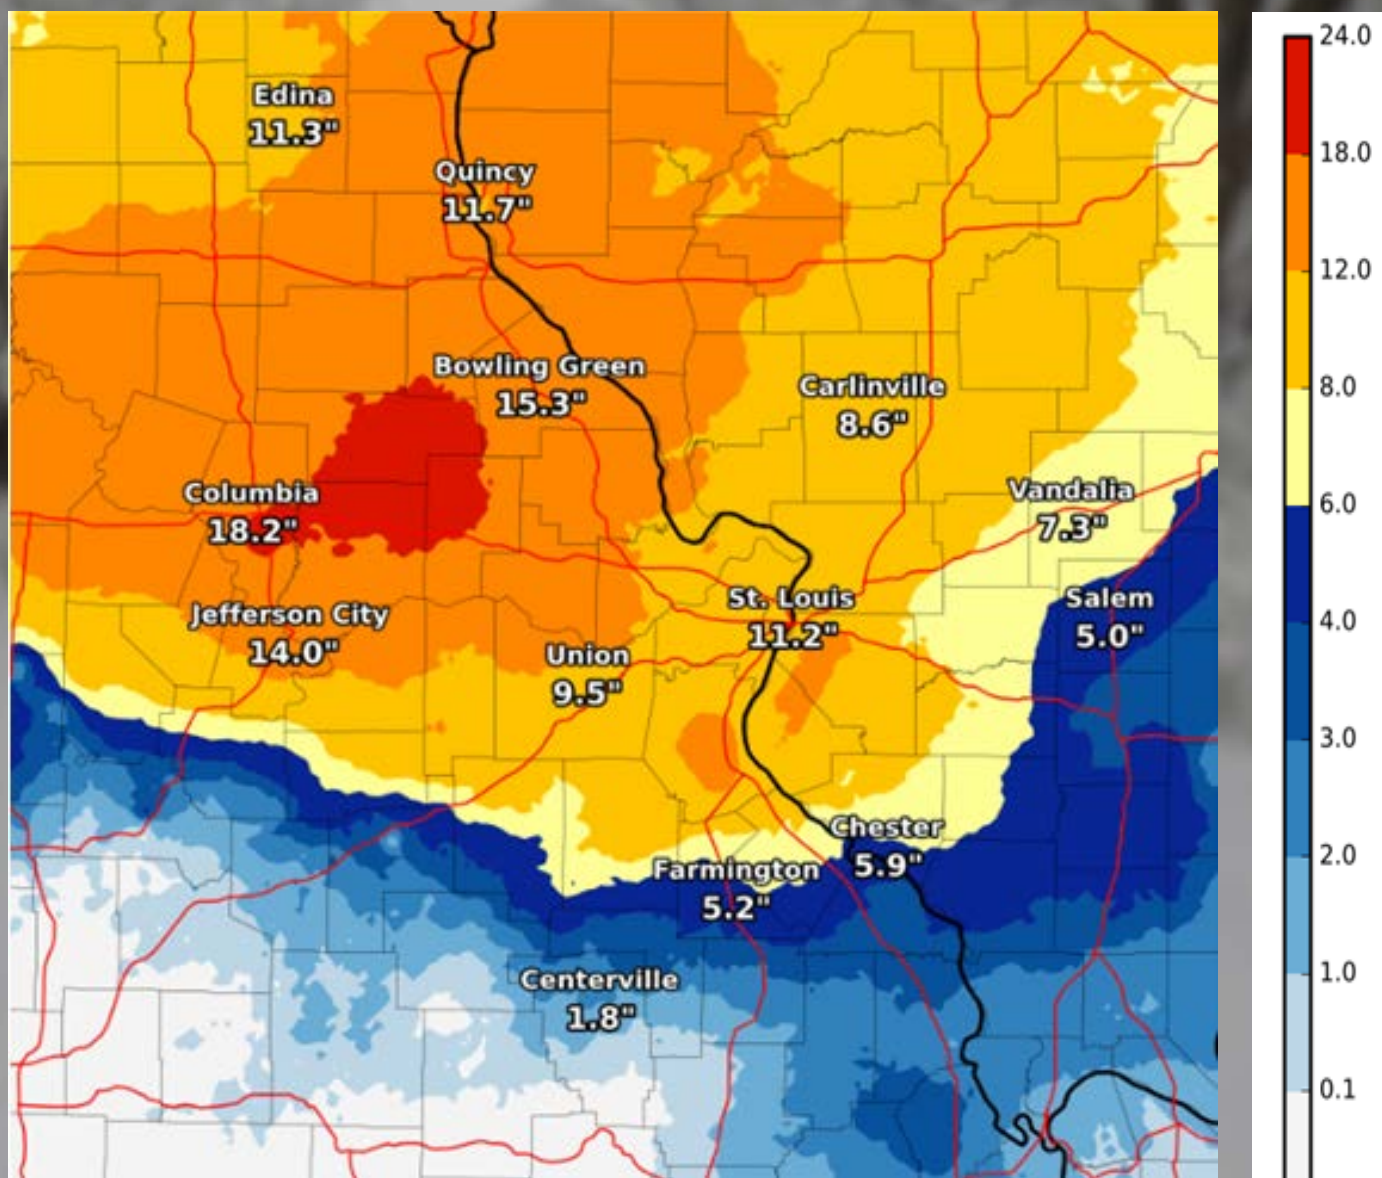 Edina
11.3"
Quincy
11.7"
Bowling Green
15.3"
Carlinville
8.6"
Columbia
18.2"
Vandalia
7.3"
Jefferson City
14.0"
St. Louis
11.2"
Salem
5.0"
Union
9.5"
Chester
5.9"
Farmington
5.2"
Centerville
1.8"
24.0
18.0
12.0
8.0
6.0
4.0
3.0
2.0
1.0
0.1